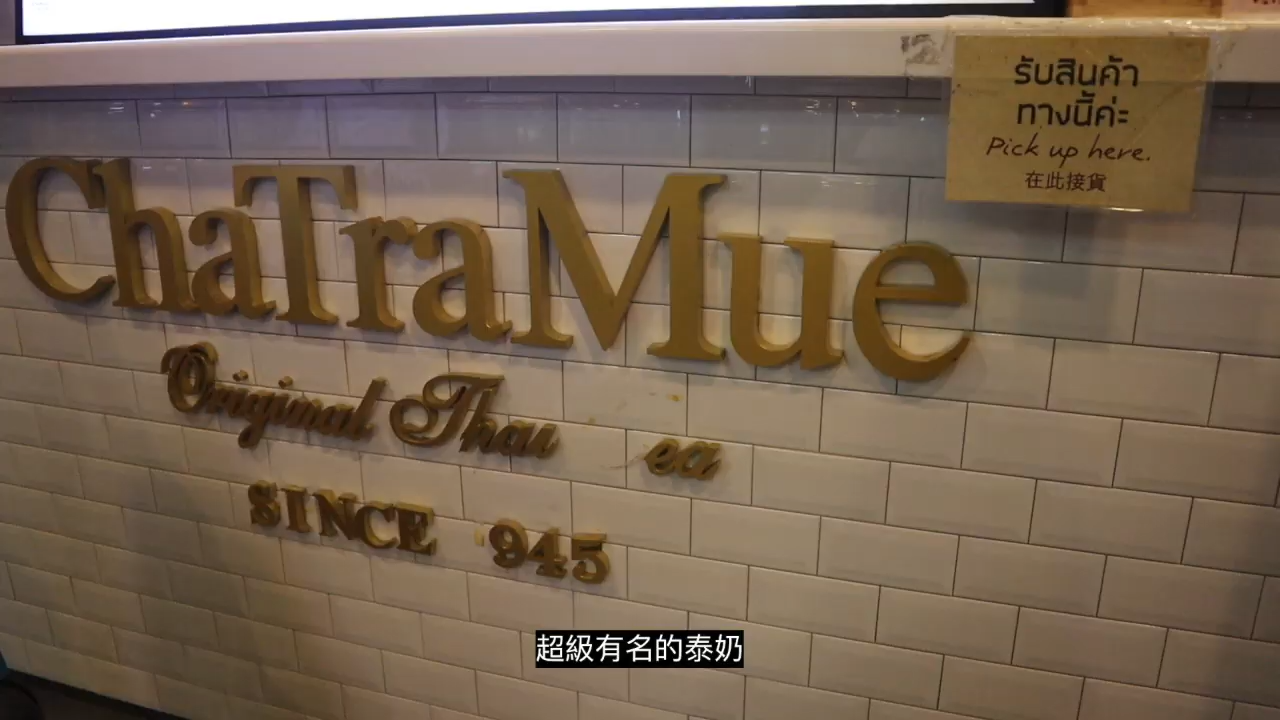 รับสินค้า
ทางนี้ค่ะ
Pick up here.
在此接貨
ChaTraMue
Original Thai ea
SINCE 945
超級有名的泰奶